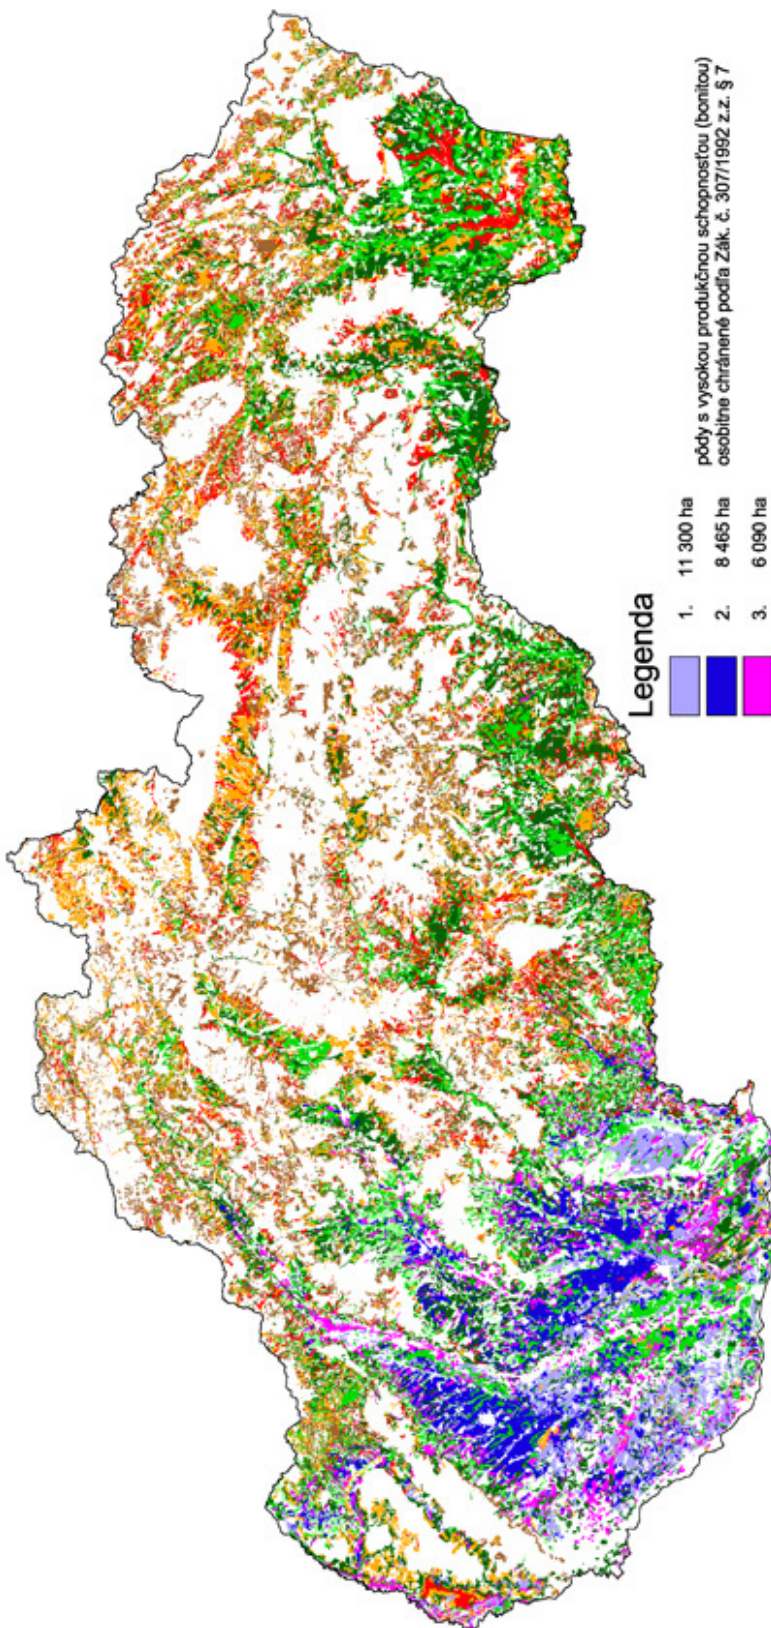 Legenda
1. 11 300 ha
2. 8 465 ha
3. 6 090 ha
pôdy s vysokou produkčnou schopnosťou (bonitou)
osobitne chránené podľa Zák. č. 307/1992 z.z. § 7